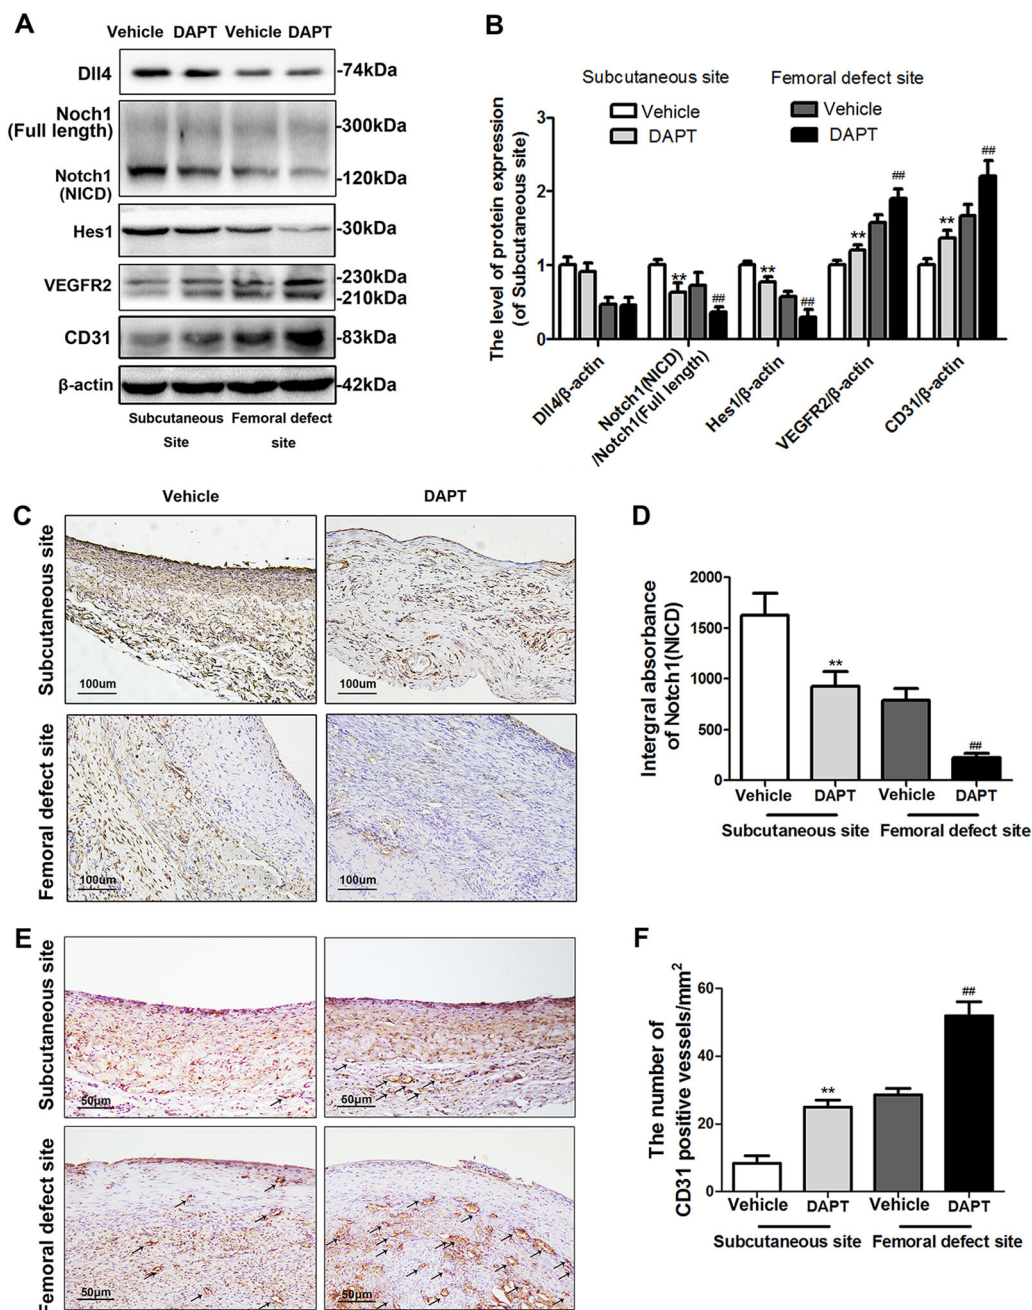 A
Vehicle DAPT Vehicle DAPT
Dll4
-74kDa
Noch1
(Full length)
-300kDa
Notch1
(NICD)
-120kDa
Hes1
-30kDa
VEGFR2
-230kDa
-210kDa
CD31
-83kDa
β-actin
-42kDa
Subcutaneous Site
Femoral defect site
B
Subcutaneous site
Femoral defect site
Vehicle
DAPT
Vehicle
DAPT
The level of protein expression
(of Subcutaneous site)
3
2
1
0
** ## ** ## ** ## ** ##
Dll4/β-actin
Notch1(NICD)
/Notch1(Full length)
Hes1/β-actin
VEGFR2/β-actin
CD31/β-actin
C
Vehicle
DAPT
Subcutaneous site
100um
100um
Femoral defect site
100um
100um
D
Intergral absorbance
of Notch1(NICD)
2000
1500
1000
500
0
**
##
Vehicle DAPT Vehicle DAPT
Subcutaneous site Femoral defect site
E
Subcutaneous site
50um
50um
Femoral defect site
50um
50um
F
The number of
CD31 positive vessels/mm²
60
40
20
0
**
##
Vehicle DAPT Vehicle DAPT
Subcutaneous site Femoral defect site